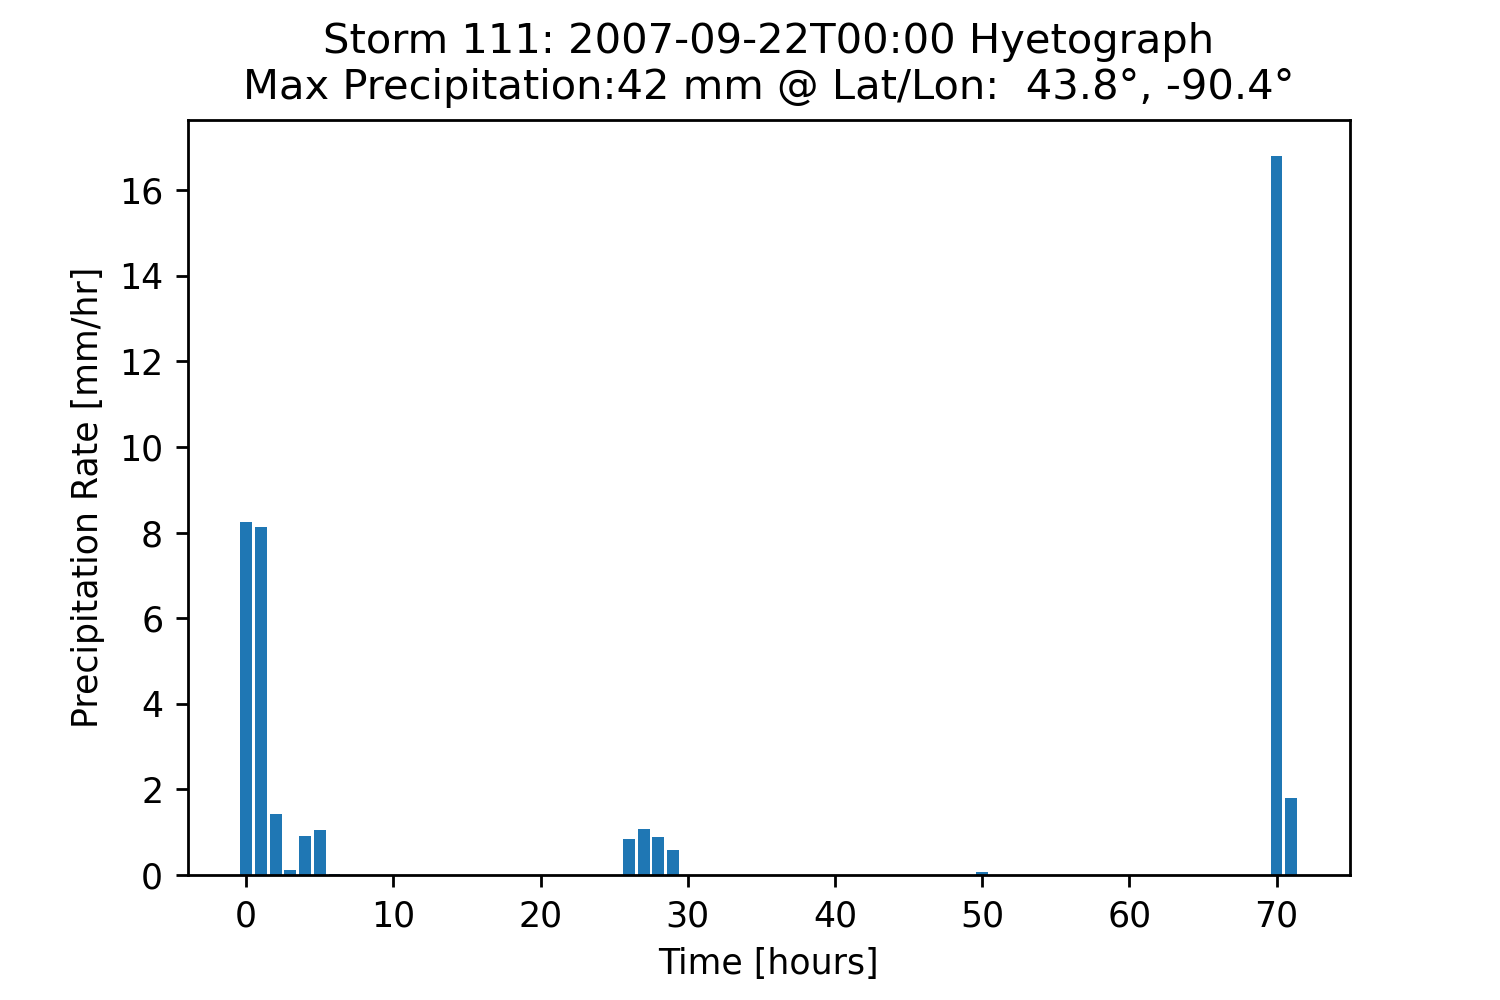 Storm 111: 2007-09-22T00:00 Hyetograph
Max Precipitation:42 mm @ Lat/Lon:  43.8°, -90.4°
Precipitation Rate [mm/hr]
16
14
12
10
8
6
4
2
0
0 10 20 30 40 50 60 70
Time [hours]